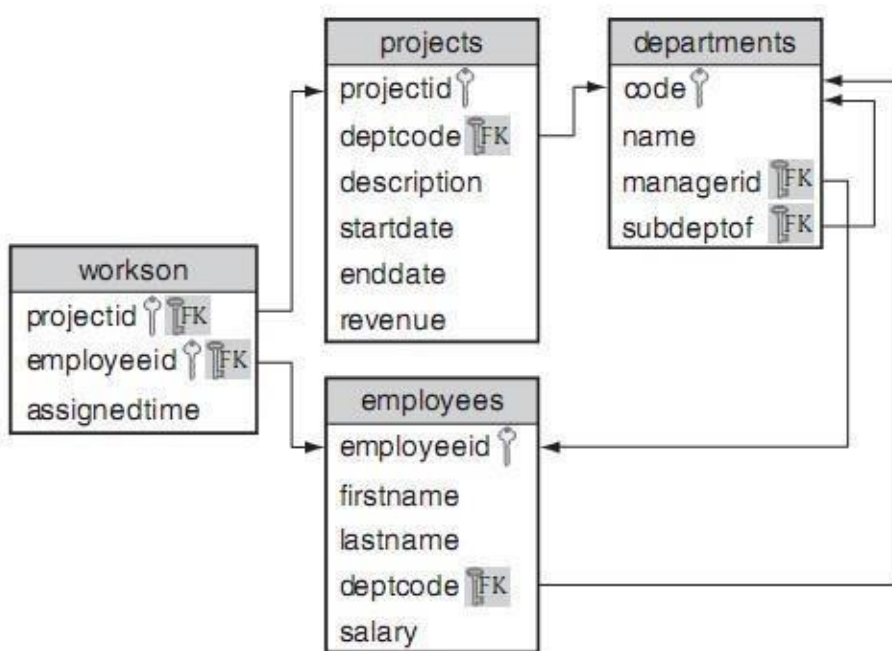 projects
projectid
deptcode FK
description
startdate
enddate
revenue
departments
code
name
managerid FK
subdeptof FK
workson
projectid FK
employeeid FK
assignedtime
employees
employeeid
firstname
lastname
deptcode FK
salary